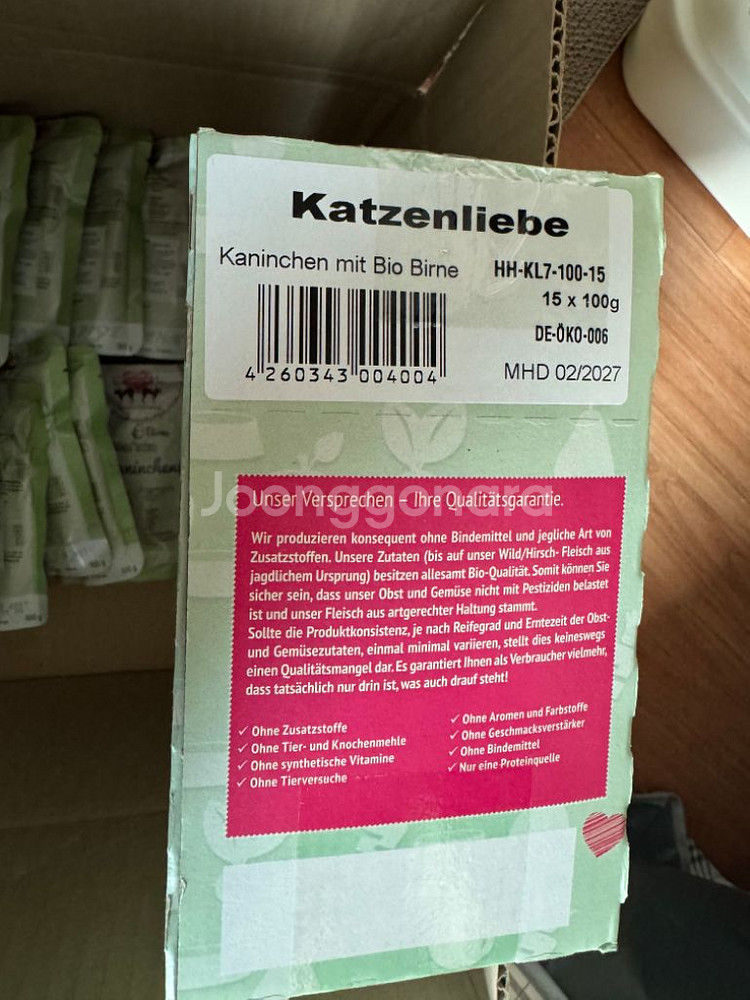 Katzenliebe
Kaninchen mit Bio Birne
HH-KL7-100-15
15 x 100g
DE-ÖKO-006
MHD 02/2027
4 260343 004004
Joonggonara
Unser Versprechen – Ihre Qualitätsgarantie.
Wir produzieren konsequent ohne Bindemittel und jegliche Art von
Zusatzstoffen. Unsere Zutaten (bis auf unser Wild/Hirsch- Fleisch aus
jagdlichem Ursprung) besitzen allesamt Bio-Qualität. Somit können Sie
sicher sein, dass unser Obst und Gemüse nicht mit Pestiziden belastet
ist und unser Fleisch aus artgerechter Haltung stammt.
Sollte die Produktkonsistenz, je nach Reifegrad und Erntezeit der Obst-
und Gemüsezutaten, einmal minimal variieren, stellt dies keineswegs
einen Qualitätsmangel dar. Es garantiert Ihnen als Verbraucher vielmehr,
dass tatsächlich nur drin ist, was auch drauf steht!
✓ Ohne Zusatzstoffe
✓ Ohne Tier- und Knochenmehle
✓ Ohne synthetische Vitamine
✓ Ohne Tierversuche
✓ Ohne Aromen und Farbstoffe
✓ Ohne Geschmacksverstärker
✓ Ohne Bindemittel
✓ Nur eine Proteinquelle